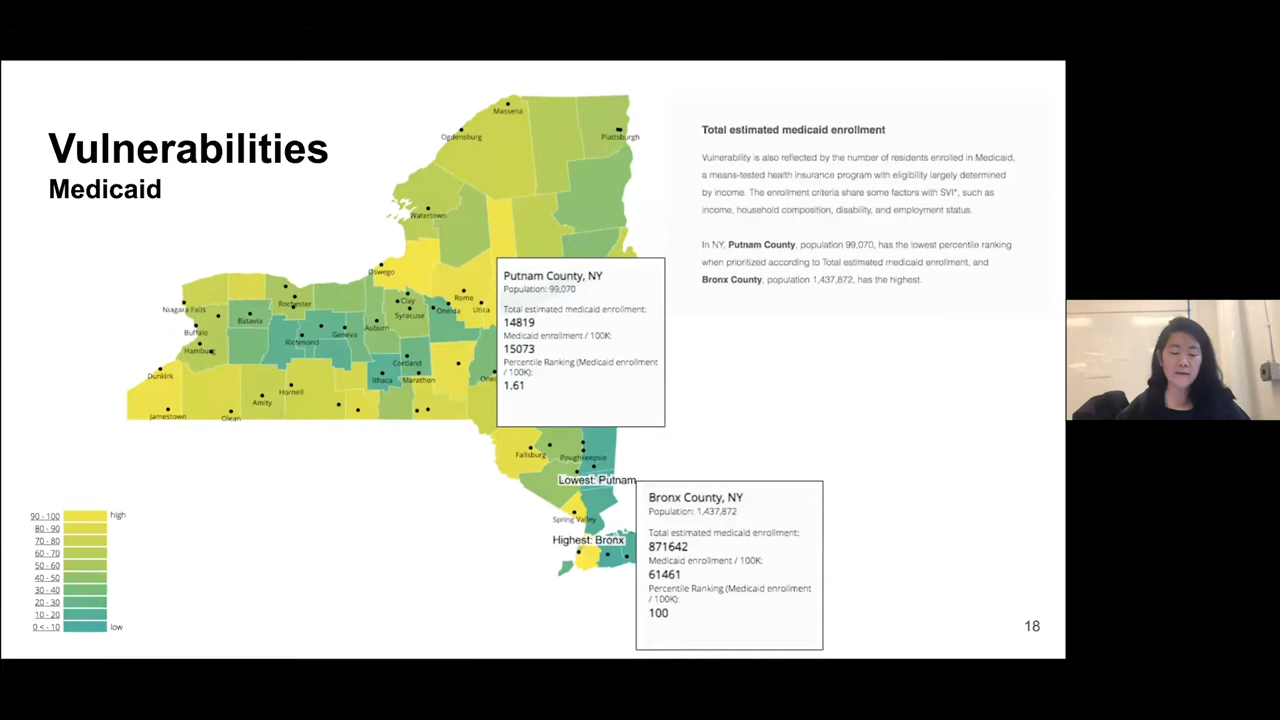 Vulnerabilities
Medicaid
Massena
Ogdensburg
Plattsburgh
Watertown
Oswego
Rome
Utica
Clay
Syracuse
Oneida
Rochester
Niagara Falls
Batavia
Buffalo
Hamburg
Richmond
Geneva
Auburn
Cortland
Ithaca
Marathon
Dunkirk
Hornell
Amity
Jamestown
Olean
Fallsburg
Poughkeepsie
Lowest: Putnam
Spring Valley
Highest: Bronx
Putnam County, NY
Population: 99,070
Total estimated medicaid enrollment:
14819
Medicaid enrollment / 100K:
15073
Percentile Ranking (Medicaid enrollment
/ 100K):
1.61
Bronx County, NY
Population: 1,437,872
Total estimated medicaid enrollment:
871642
Medicaid enrollment / 100K:
61461
Percentile Ranking (Medicaid enrollment
/ 100K):
100
Total estimated medicaid enrollment
Vulnerability is also reflected by the number of residents enrolled in Medicaid,
a means-tested health insurance program with eligibility largely determined
by income. The enrollment criteria share some factors with SVI*, such as
income, household composition, disability, and employment status.
In NY, Putnam County, population 99,070, has the lowest percentile ranking
when prioritized according to Total estimated medicaid enrollment, and
Bronx County, population 1,437,872, has the highest.
90 - 100 high
80 - 90
70 - 80
60 - 70
50 - 60
40 - 50
30 - 40
20 - 30
10 - 20
0 < - 10 low
18